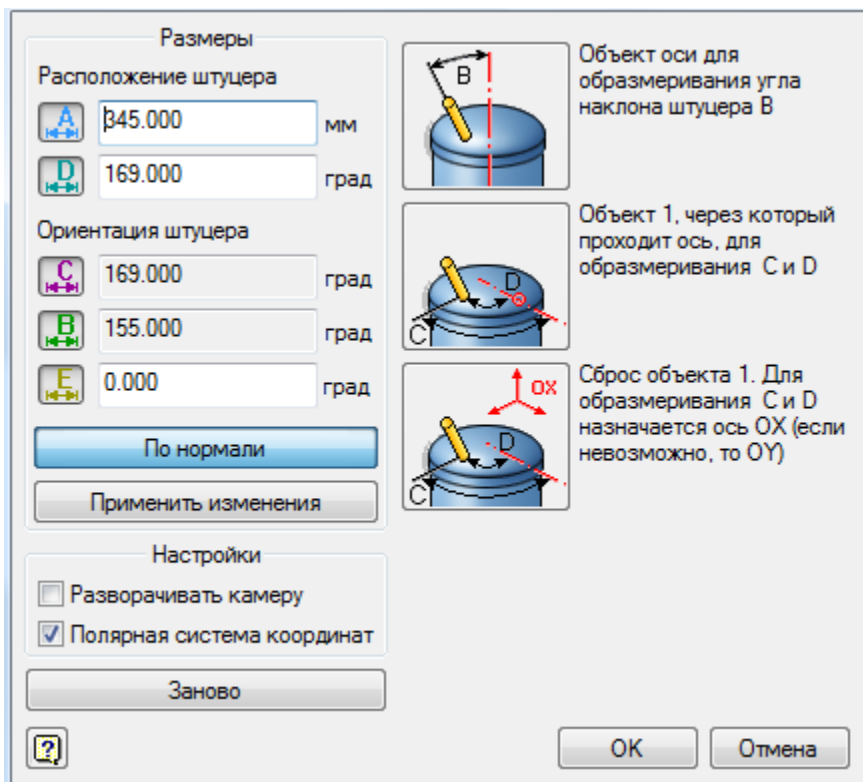 Размеры
Расположение штуцера
A 345.000 мм
D 169.000 град
Ориентация штуцера
C 169.000 град
B 155.000 град
E 0.000 град
По нормали
Применить изменения
Настройки
Разворачивать камеру
Полярная система координат
Заново
?
B
Объект оси для
образмеривания угла
наклона штуцера B
D
C
Объект 1, через который
проходит ось, для
образмеривания C и D
OX
D
C
Сброс объекта 1. Для
образмеривания C и D
назначается ось OX (если
невозможно, то OY)
OK
Отмена